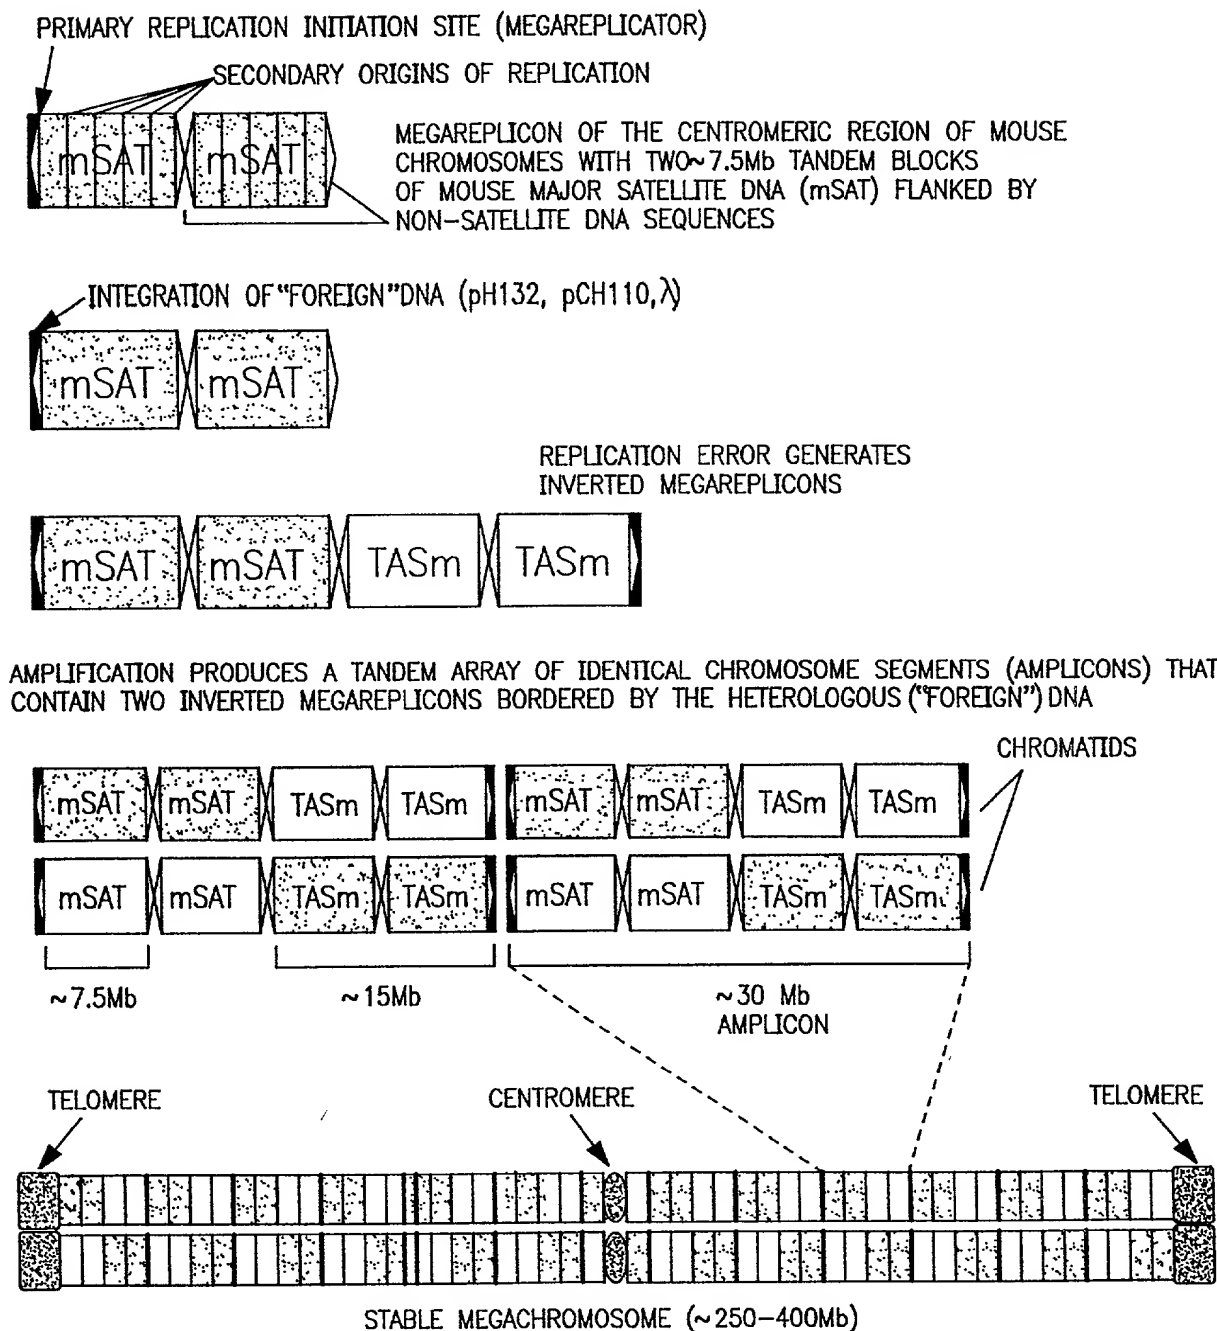 PRIMARY REPLICATION INITIATION SITE (MEGAREPLICATOR)
SECONDARY ORIGINS OF REPLICATION
mSAT mSAT
MEGAREPLICON OF THE CENTROMERIC REGION OF MOUSE
CHROMOSOMES WITH TWO~7.5Mb TANDEM BLOCKS
OF MOUSE MAJOR SATELLITE DNA (mSAT) FLANKED BY
NON-SATELLITE DNA SEQUENCES
INTEGRATION OF "FOREIGN" DNA (pH132, pCH110, λ)
mSAT mSAT
REPLICATION ERROR GENERATES
INVERTED MEGAREPLICONS
mSAT mSAT TASm TASm
AMPLIFICATION PRODUCES A TANDEM ARRAY OF IDENTICAL CHROMOSOME SEGMENTS (AMPLICONS) THAT
CONTAIN TWO INVERTED MEGAREPLICONS BORDERED BY THE HETEROLOGOUS ("FOREIGN") DNA
CHROMATIDS
mSAT mSAT TASm TASm mSAT mSAT TASm TASm
mSAT mSAT TASm TASm mSAT mSAT TASm TASm
~7.5Mb ~15Mb ~30 Mb
AMPLICON
TELOMERE CENTROMERE TELOMERE
STABLE MEGACHROMOSOME (~250-400Mb)